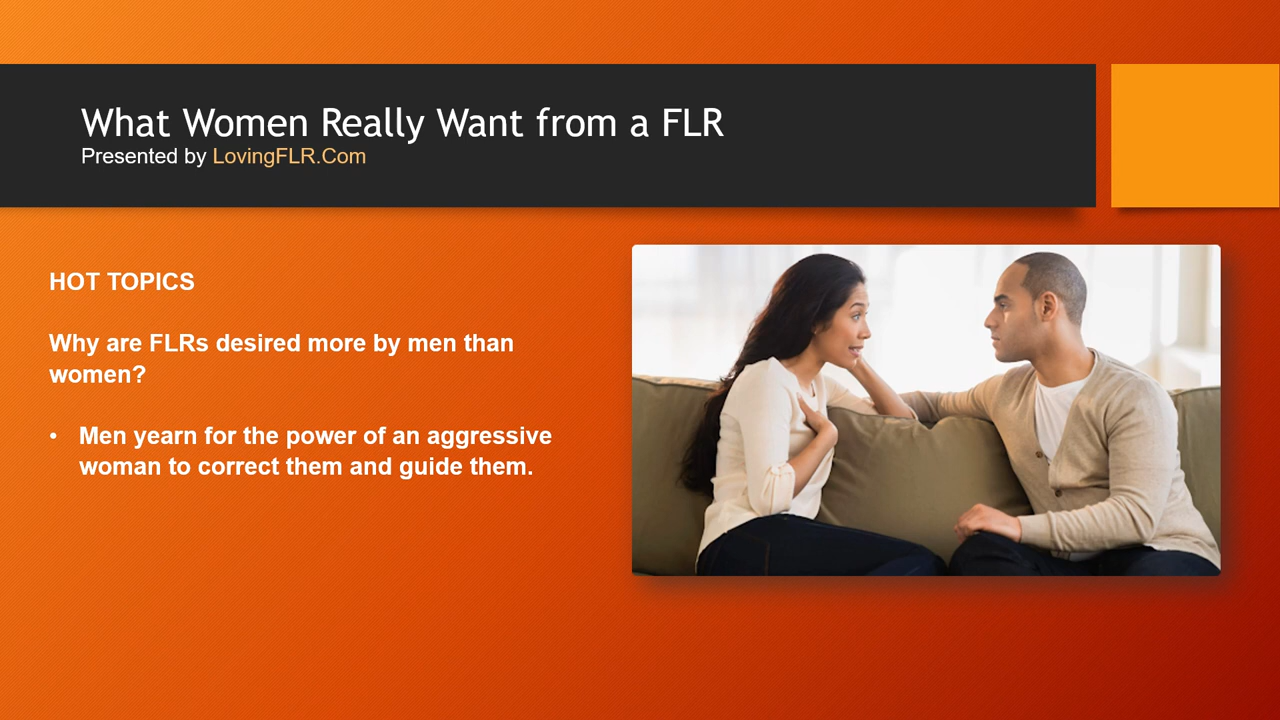 What Women Really Want from a FLR
Presented by LovingFLR.Com
HOT TOPICS
Why are FLRs desired more by men than
women?
• Men yearn for the power of an aggressive
woman to correct them and guide them.